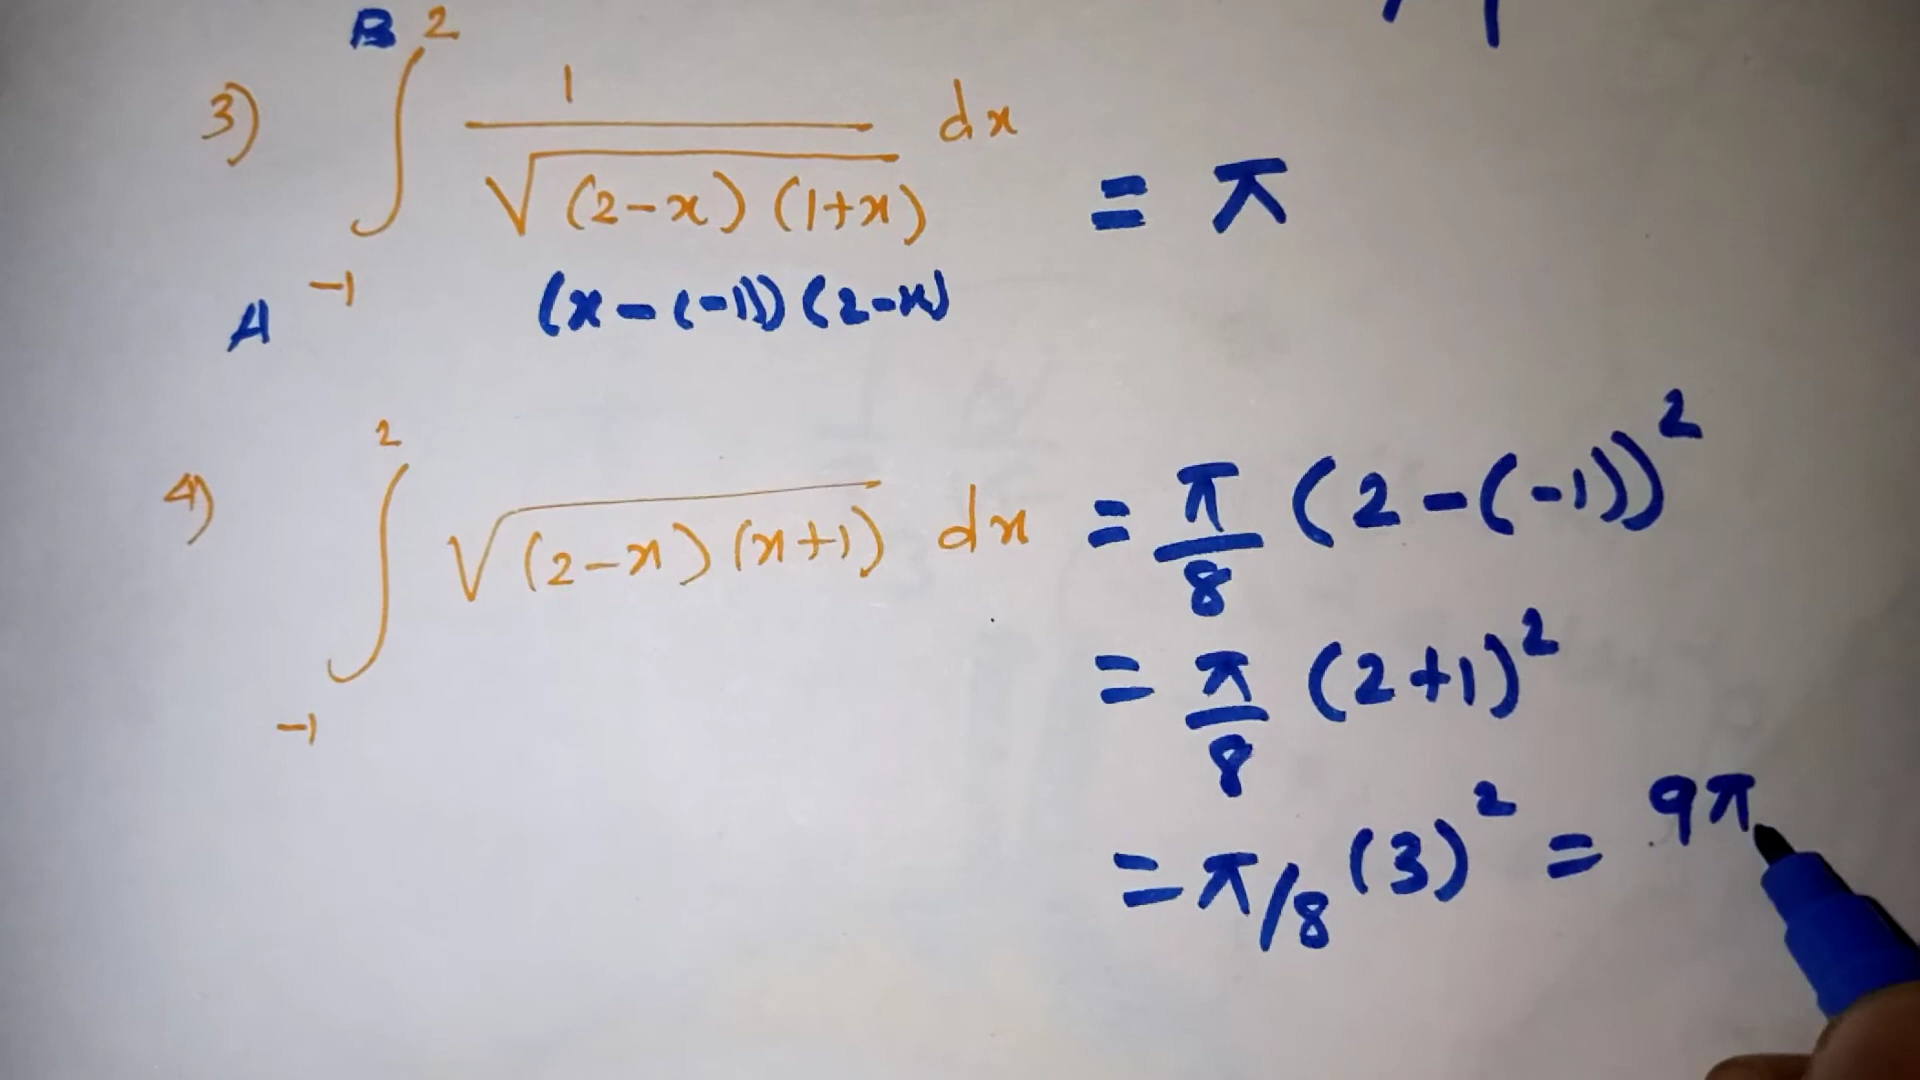 B 2
3) ∫ 1 / √(2-x)(1+x) dx = π
A -1 (x-(-1))(2-x)
2
4) ∫ √(2-x)(x+1) dx = π/8 (2-(-1))²
-1
= π/8 (2+1)²
= π/8 (3)² = 9π